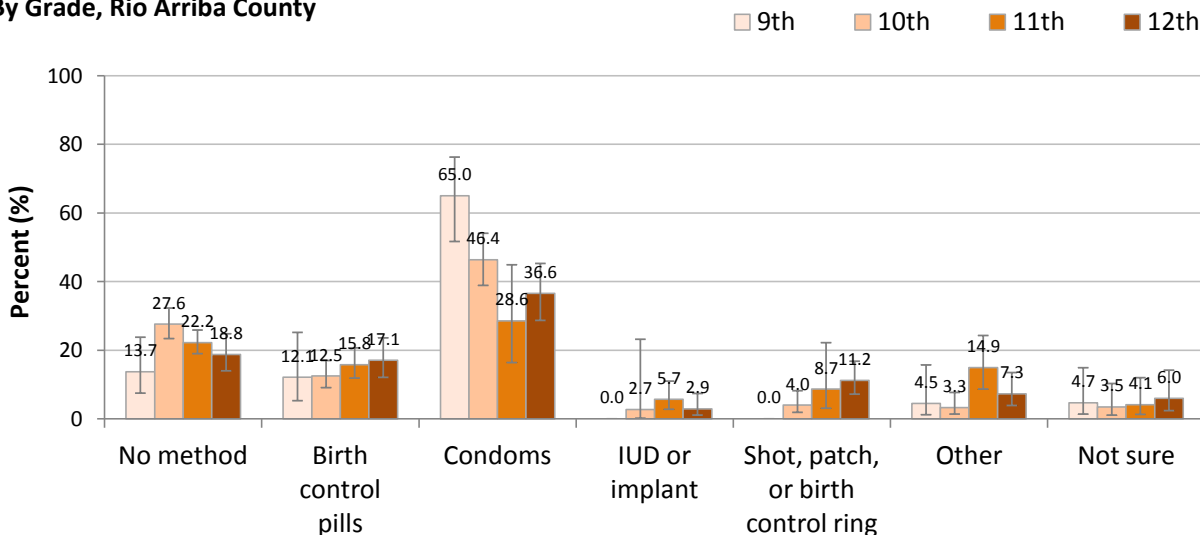 By Grade, Rio Arriba County
9th 10th 11th 12th
Percent (%)
100
80
60
40
20
0
13.7 27.6 22.2 18.8
12.1 12.5 15.8 17.1
65.0 46.4 28.6 36.6
0.0 2.7 5.7 2.9
0.0 4.0 8.7 11.2
4.5 3.3 14.9 7.3
4.7 3.5 4.1 6.0
No method
Birth
control
pills
Condoms
IUD or
implant
Shot, patch,
or birth
control ring
Other
Not sure